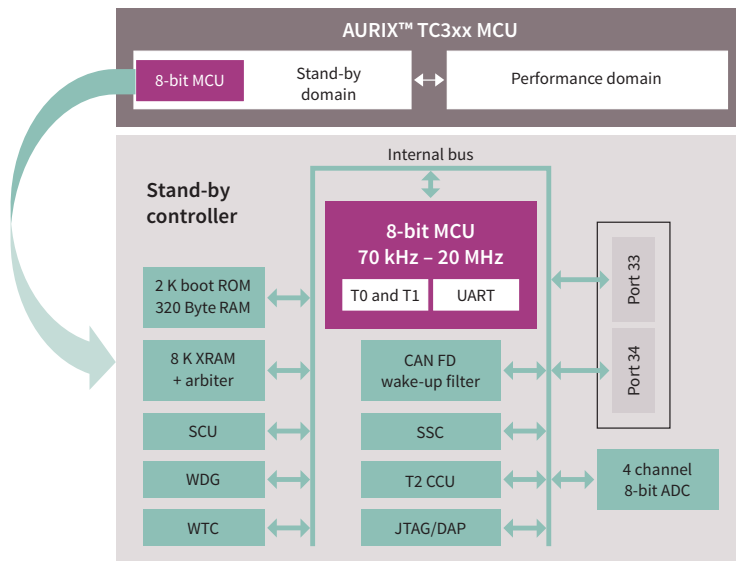 AURIX™ TC3xx MCU
8-bit MCU
Stand-by
domain
Performance domain
Internal bus
Stand-by
controller
8-bit MCU
70 kHz – 20 MHz
T0 and T1
UART
2 K boot ROM
320 Byte RAM
8 K XRAM
+ arbiter
SCU
WDG
WTC
CAN FD
wake-up filter
SSC
T2 CCU
JTAG/DAP
Port 33
Port 34
4 channel
8-bit ADC